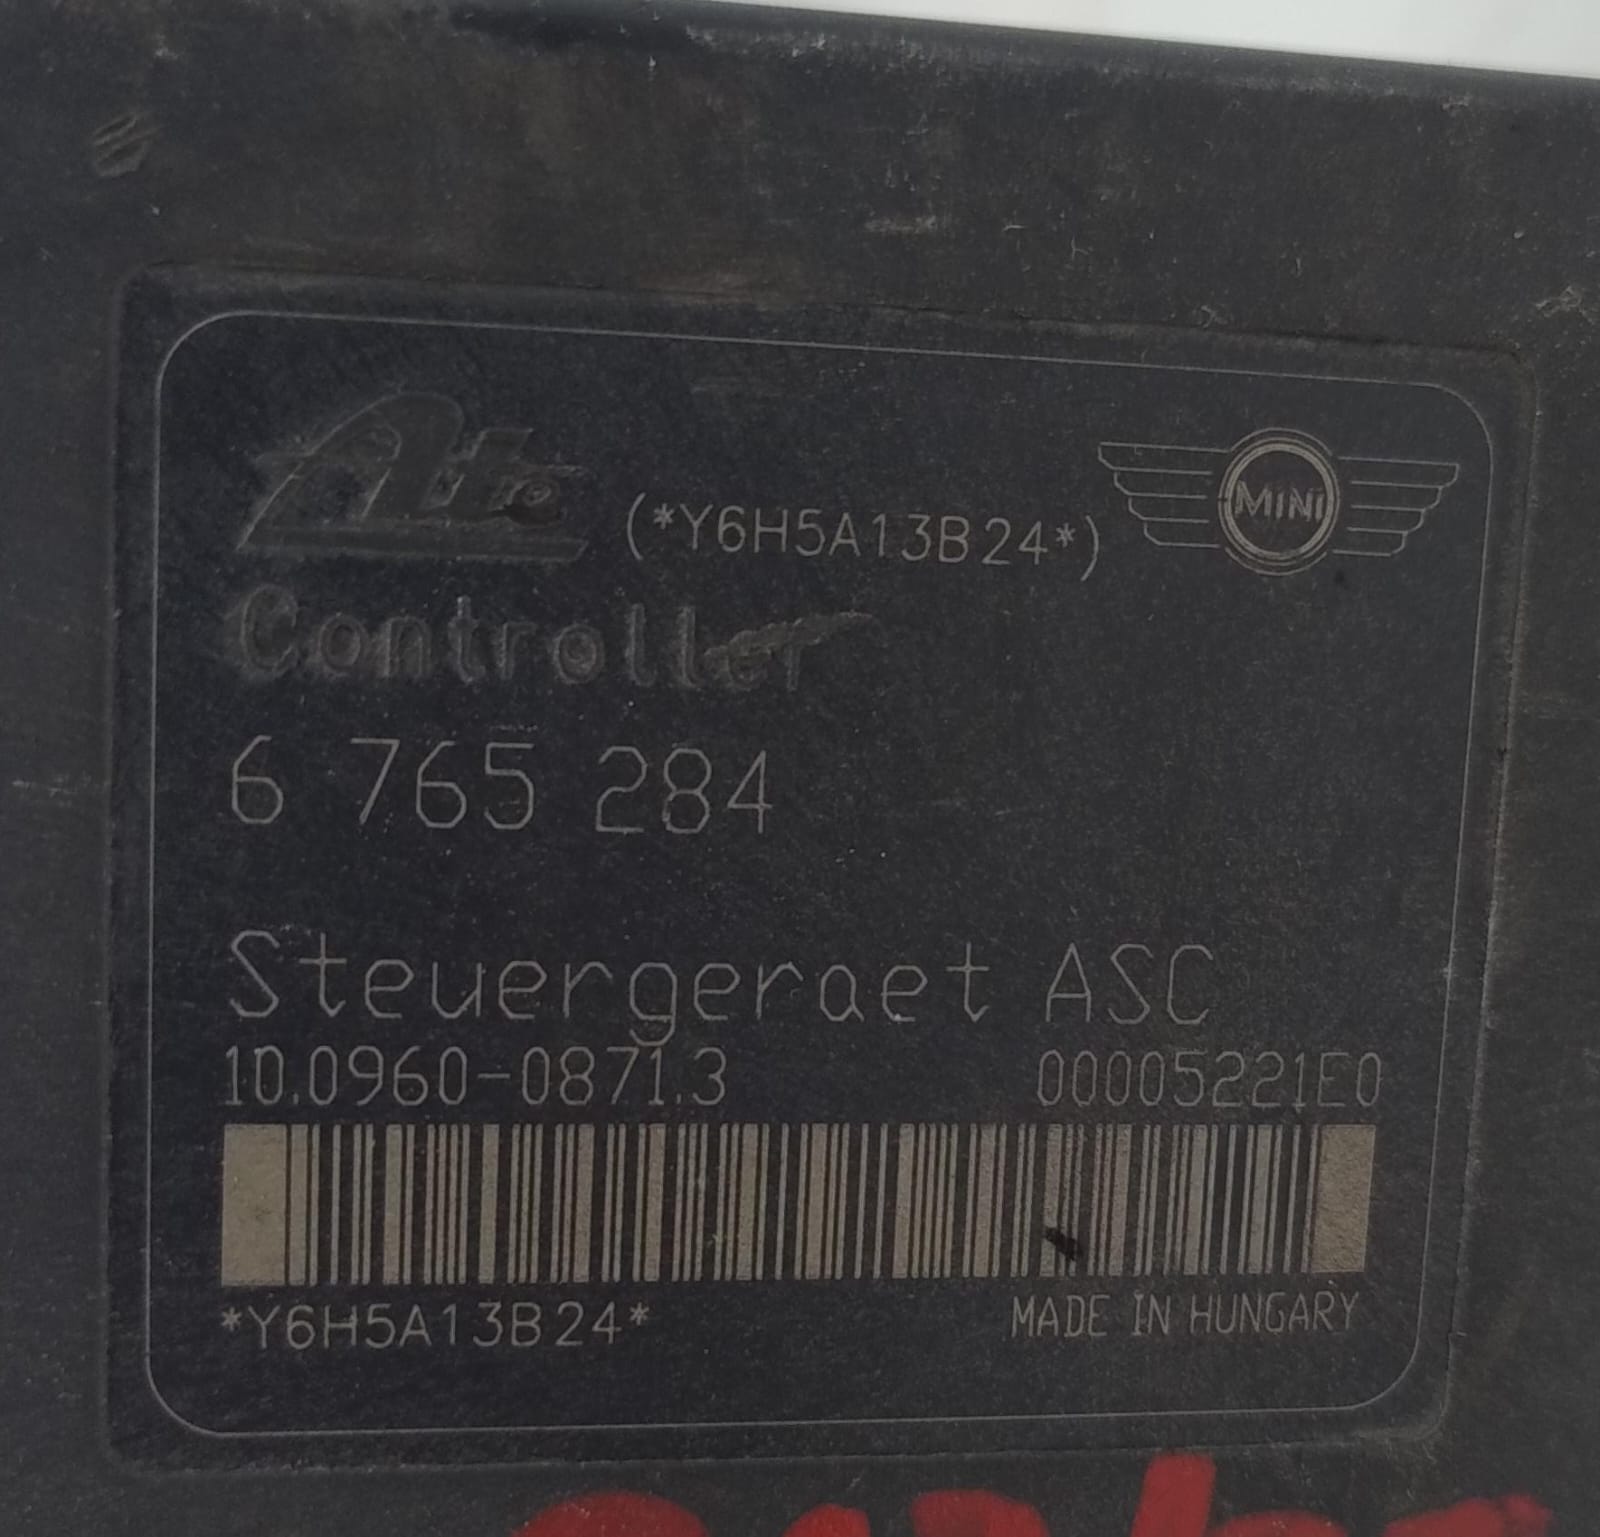 Ate (*Y6H5A13B24*) MINI
Controller
6 765 284
Steuergeraet ASC
10.0960-0871.3 00005221E0
*Y6H5A13B24* MADE IN HUNGARY